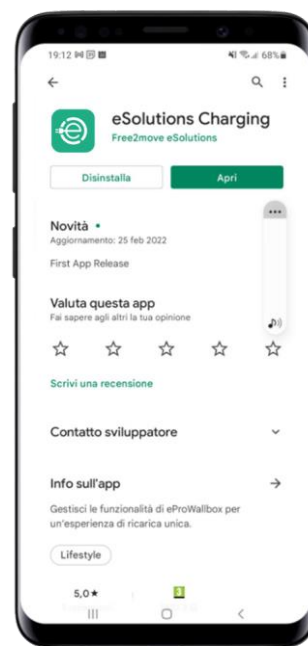 19:12
68%
eSolutions Charging
Free2move eSolutions
Disinstalla
Apri
Novità
Aggiornamento: 25 feb 2022
First App Release
Valuta questa app
Fai sapere agli altri la tua opinione
Scrivi una recensione
Contatto sviluppatore
Info sull'app
Gestisci le funzionalità di eProWallbox per
un'esperienza di ricarica unica.
Lifestyle
5,0★
3